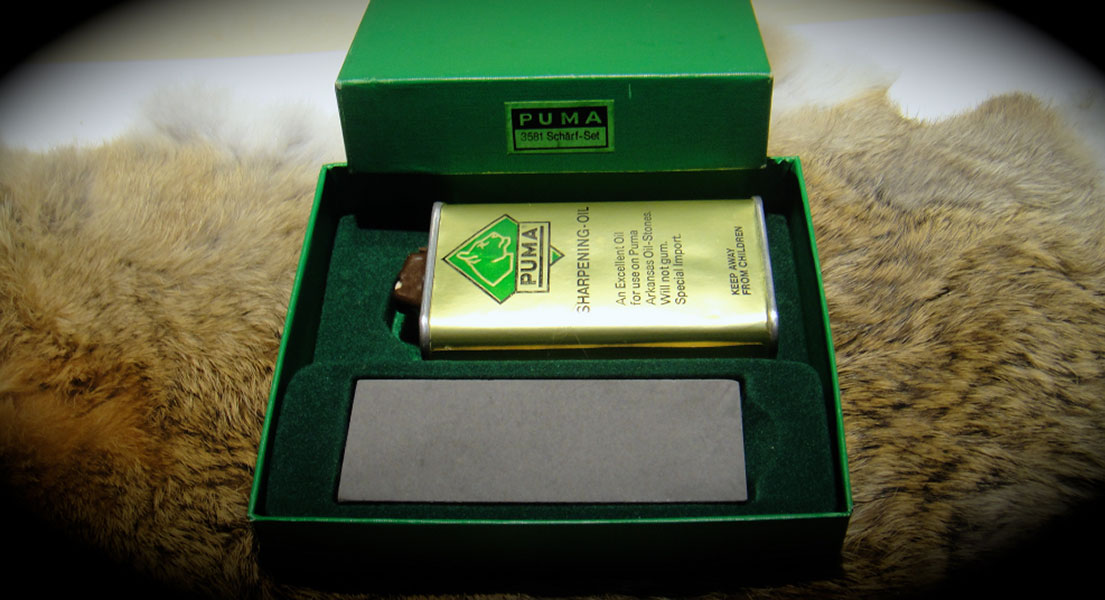 PUMA
3581 Schärf-Set
PUMA
SHARPENING-OIL
An Excellent Oil
for use on Puma
Arkansas Oil-Stones.
Will not gum.
Special Import.
KEEP AWAY
FROM CHILDREN